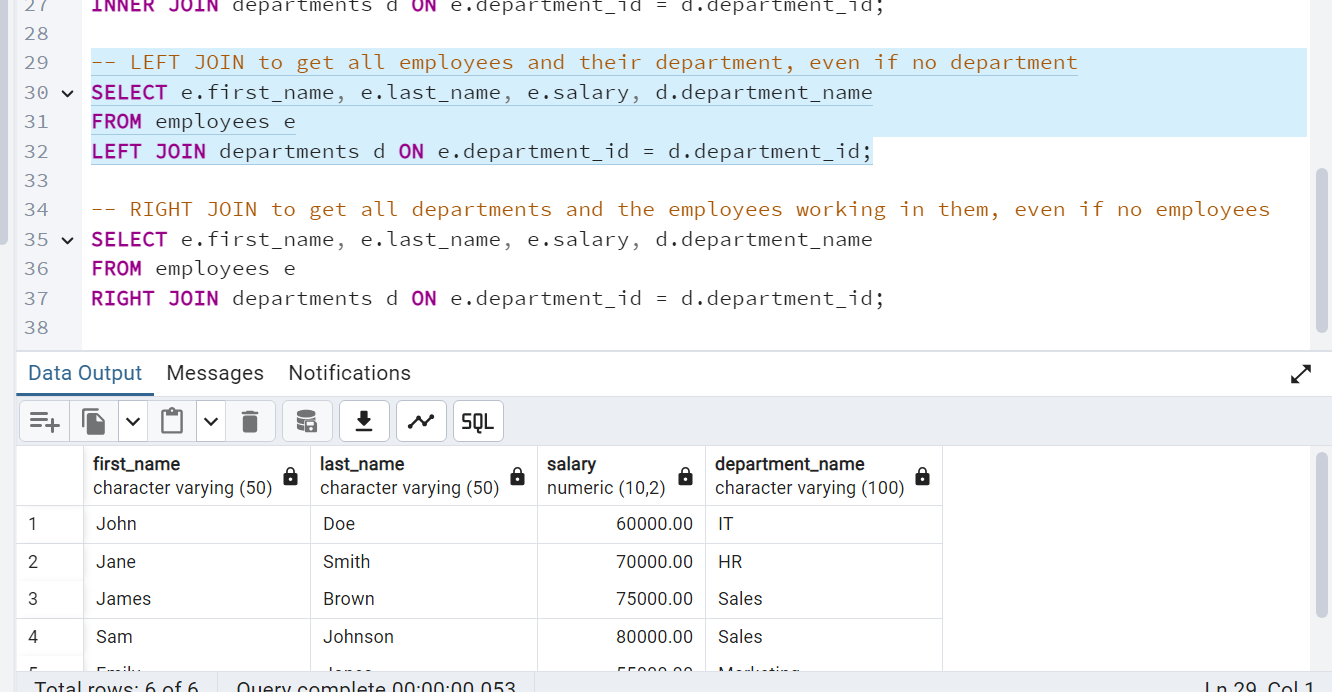 27 INNER JOIN departments d ON e.department_id = d.department_id;
28
29 -- LEFT JOIN to get all employees and their department, even if no department
30 SELECT e.first_name, e.last_name, e.salary, d.department_name
31 FROM employees e
32 LEFT JOIN departments d ON e.department_id = d.department_id;
33
34 -- RIGHT JOIN to get all departments and the employees working in them, even if no employees
35 SELECT e.first_name, e.last_name, e.salary, d.department_name
36 FROM employees e
37 RIGHT JOIN departments d ON e.department_id = d.department_id;
38
Data Output Messages Notifications
SQL
first_name last_name salary department_name
character varying (50) character varying (50) numeric (10,2) character varying (100)
1 John Doe 60000.00 IT
2 Jane Smith 70000.00 HR
3 James Brown 75000.00 Sales
4 Sam Johnson 80000.00 Sales
Total rows: 6 of 6 Query complete 00:00:00.053 Ln 29, Col 1